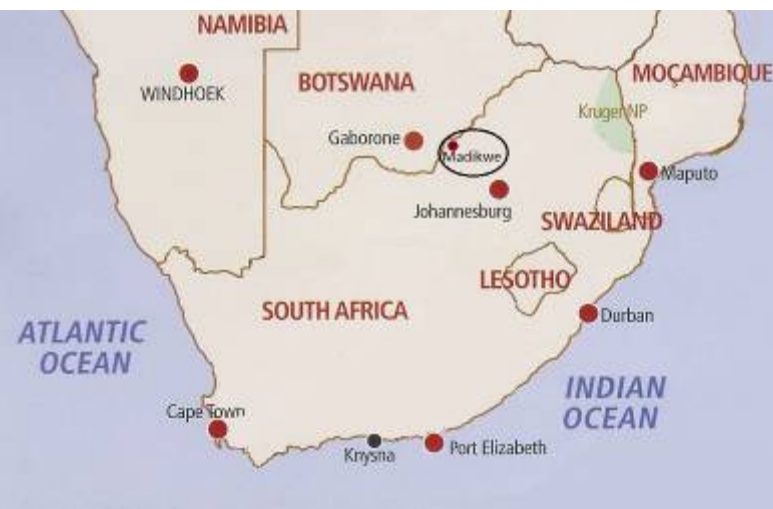 NAMIBIA
MOÇAMBIQUE
BOTSWANA
WINDHOEK
Kruger NP
Gaborone
Madikwe
Maputo
Johannesburg
SWAZILAND
LESOTHO
SOUTH AFRICA
Durban
ATLANTIC
OCEAN
INDIAN
OCEAN
Cape Town
Knysna
Port Elizabeth